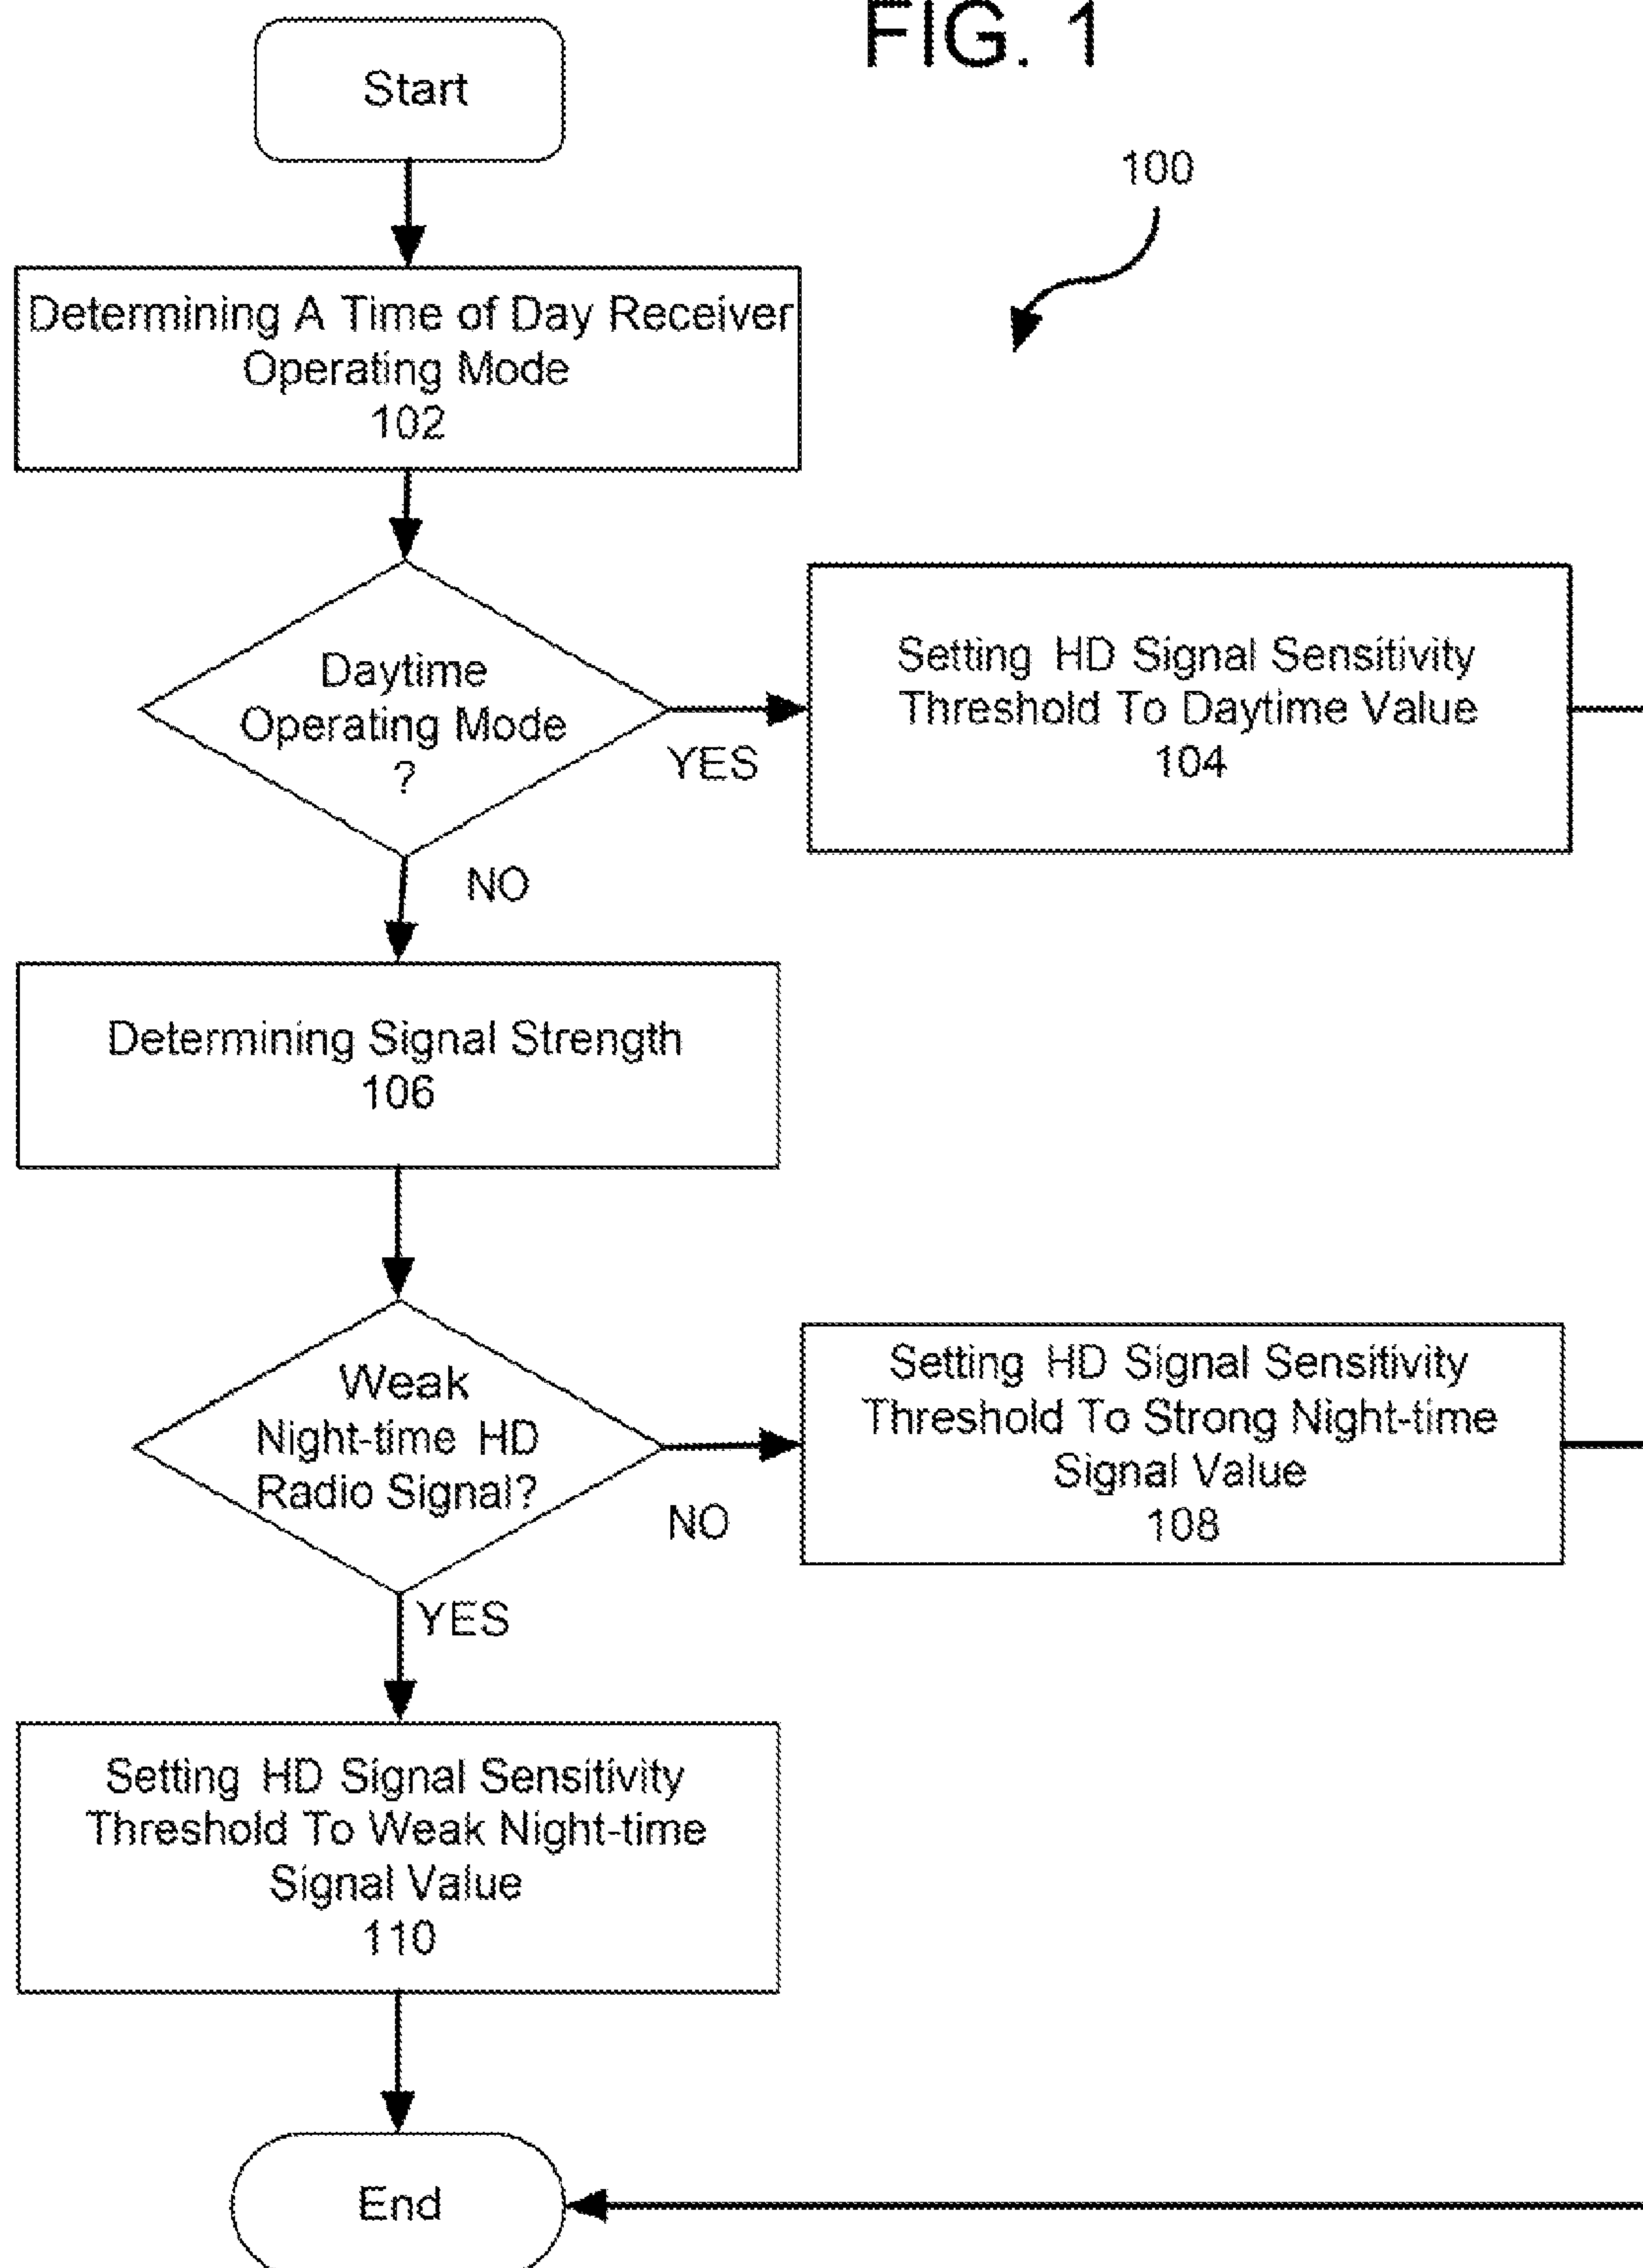 FIG. 1
Start
100
Determining A Time of Day Receiver
Operating Mode
102
Daytime
Operating Mode
?
YES
Setting HD Signal Sensitivity
Threshold To Daytime Value
104
NO
Determining Signal Strength
106
Weak
Night-time HD
Radio Signal?
NO
Setting HD Signal Sensitivity
Threshold To Strong Night-time
Signal Value
108
YES
Setting HD Signal Sensitivity
Threshold To Weak Night-time
Signal Value
110
End